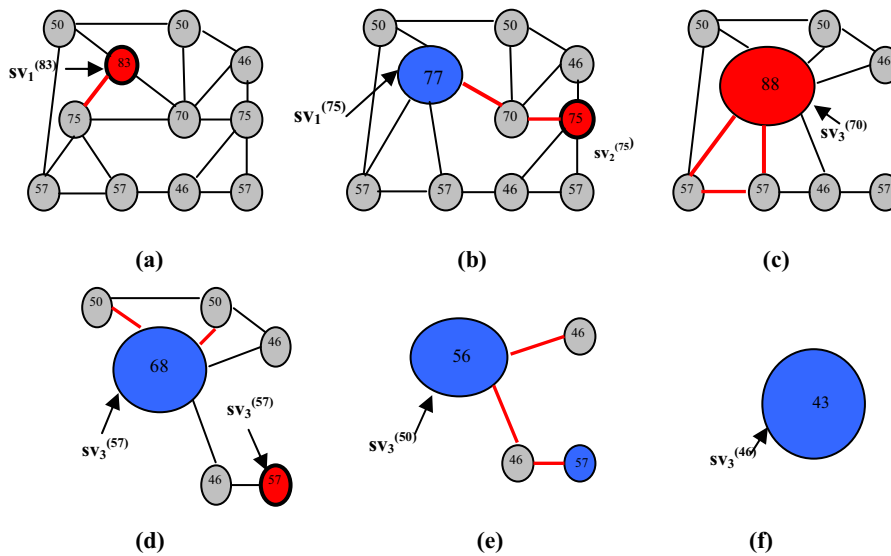 50 50
sv₁⁽⁸³⁾ 83 46
75 70 75
57 57 46 57
(a)
50 50
77 46
sv₁⁽⁷⁵⁾ 70 75
sv₂⁽⁷⁵⁾
57 57 46 57
(b)
50 50
88 46
sv₃⁽⁷⁰⁾
57 57 46 57
(c)
50 50
46
68
sv₃⁽⁵⁷⁾ sv₃⁽⁵⁷⁾
46 57
(d)
56 46
sv₃⁽⁵⁰⁾
46 57
(e)
43
sv₃⁽⁴⁶⁾
(f)